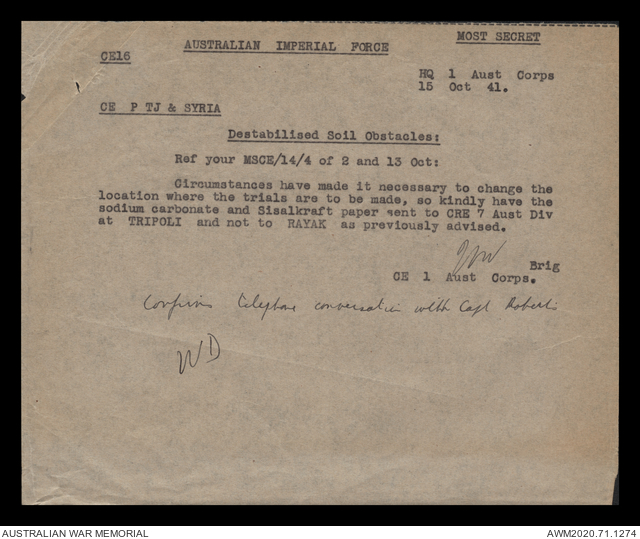 MOST SECRET
AUSTRALIAN IMPERIAL FORCE
CE16
HQ 1 Aust Corps
15 Oct 41.
CE P TJ & SYRIA
Destabilised Soil Obstacles:
Ref your MSCE/14/4 of 2 and 13 Oct:
Circumstances have made it necessary to change the
location where the trials are to be made, so kindly have the
sodium carbonate and Sisalkraft paper sent to CRE 7 Aust Div
at TRIPOLI and not to RAYAK as previously advised.
Brig
CE 1 Aust Corps.
Confirms telephone conversation with Capt Roberts
WD
AUSTRALIAN WAR MEMORIAL
AWM2020.71.1274